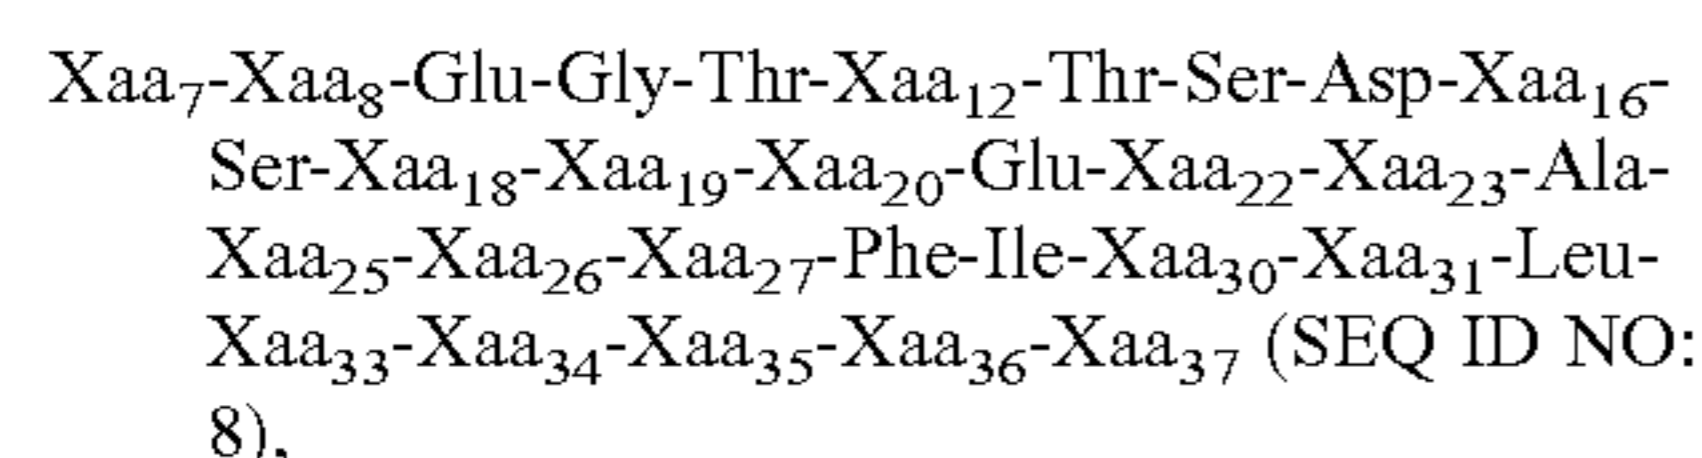 Xaa₇-Xaa₈-Glu-Gly-Thr-Xaa₁₂-Thr-Ser-Asp-Xaa₁₆-
Ser-Xaa₁₈-Xaa₁₉-Xaa₂₀-Glu-Xaa₂₂-Xaa₂₃-Ala-
Xaa₂₅-Xaa₂₆-Xaa₂₇-Phe-Ile-Xaa₃₀-Xaa₃₁-Leu-
Xaa₃₃-Xaa₃₄-Xaa₃₅-Xaa₃₆-Xaa₃₇ (SEQ ID NO:
8),